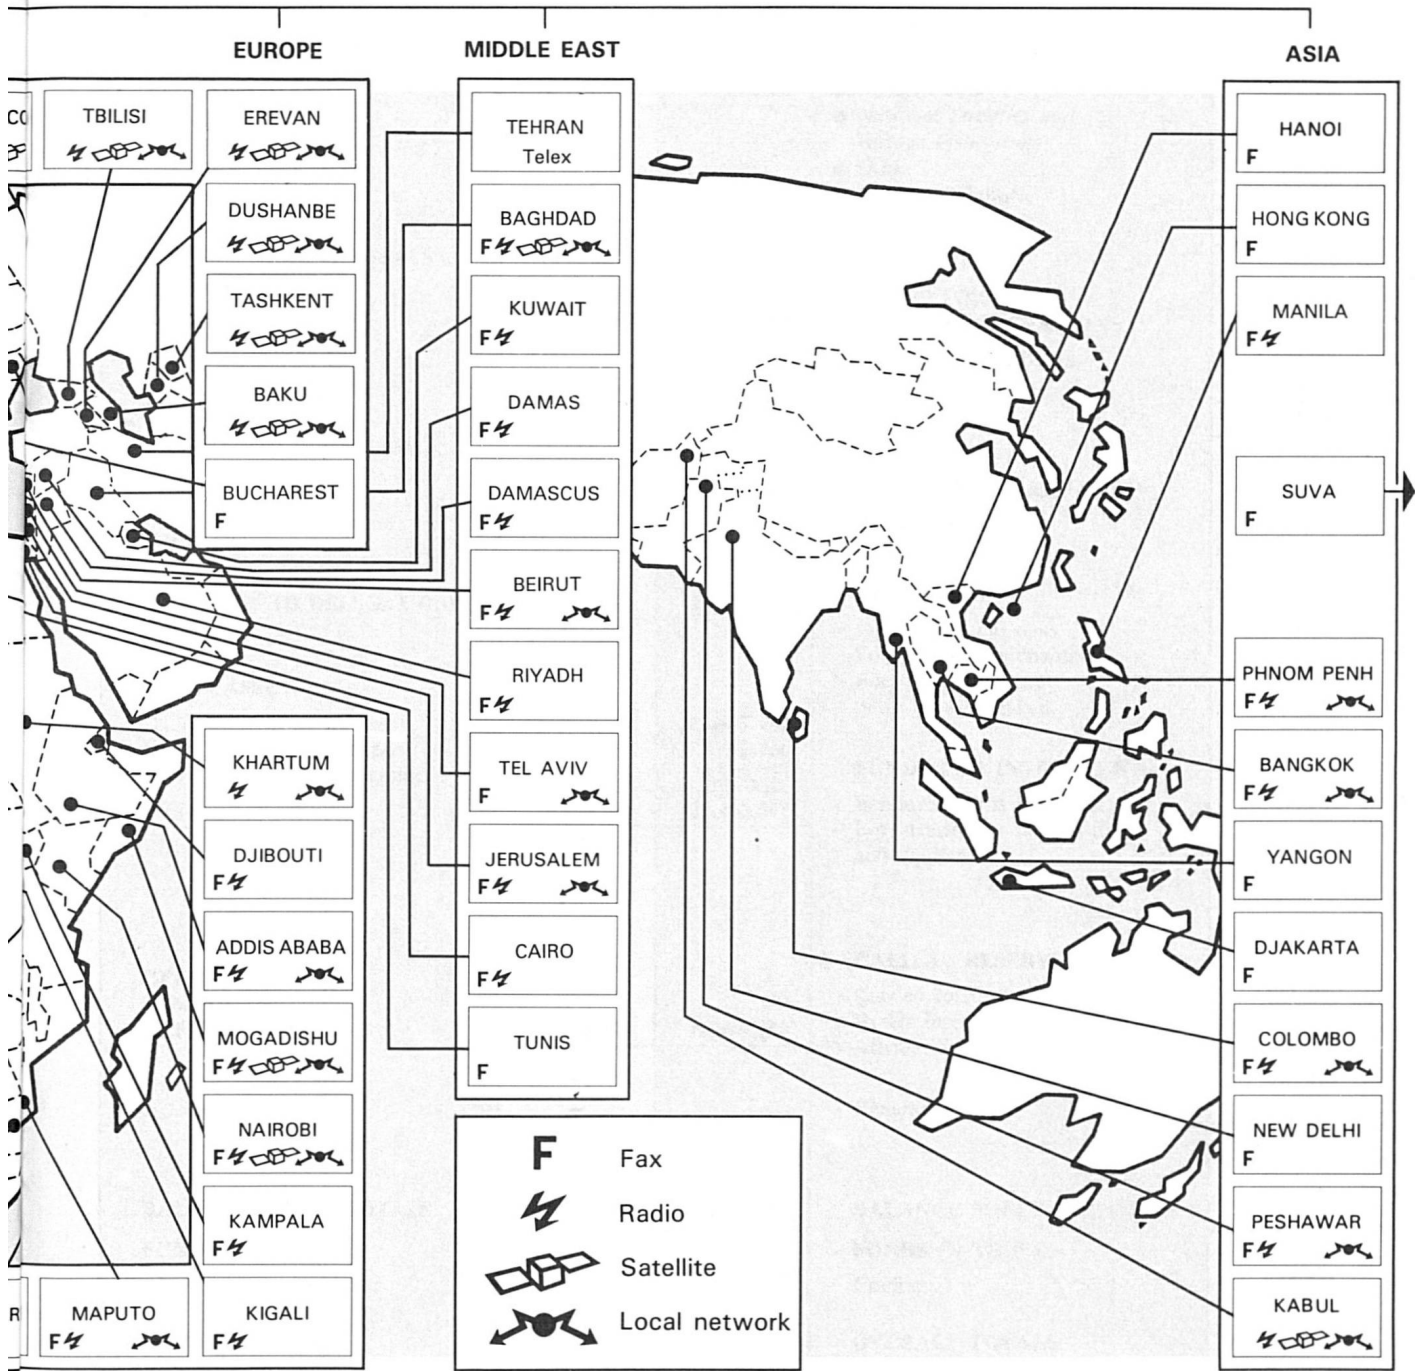 EUROPE
MIDDLE EAST
ASIA
CO
TBILISI
EREVAN
DUSHANBE
TASHKENT
BAKU
BUCHAREST
F
KHARTUM
DJIBOUTI
F
ADDIS ABABA
F
MOGADISHU
F
NAIROBI
F
KAMPALA
F
R
MAPUTO
F
KIGALI
F
TEHRAN
Telex
BAGHDAD
F
KUWAIT
F
DAMAS
F
DAMASCUS
F
BEIRUT
F
RIYADH
F
TEL AVIV
F
JERUSALEM
F
CAIRO
F
TUNIS
F
F Fax
Radio
Satellite
Local network
HANOI
F
HONG KONG
F
MANILA
F
SUVA
F
PHNOM PENH
F
BANGKOK
F
YANGON
F
DJAKARTA
F
COLOMBO
F
NEW DELHI
F
PESHAWAR
F
KABUL